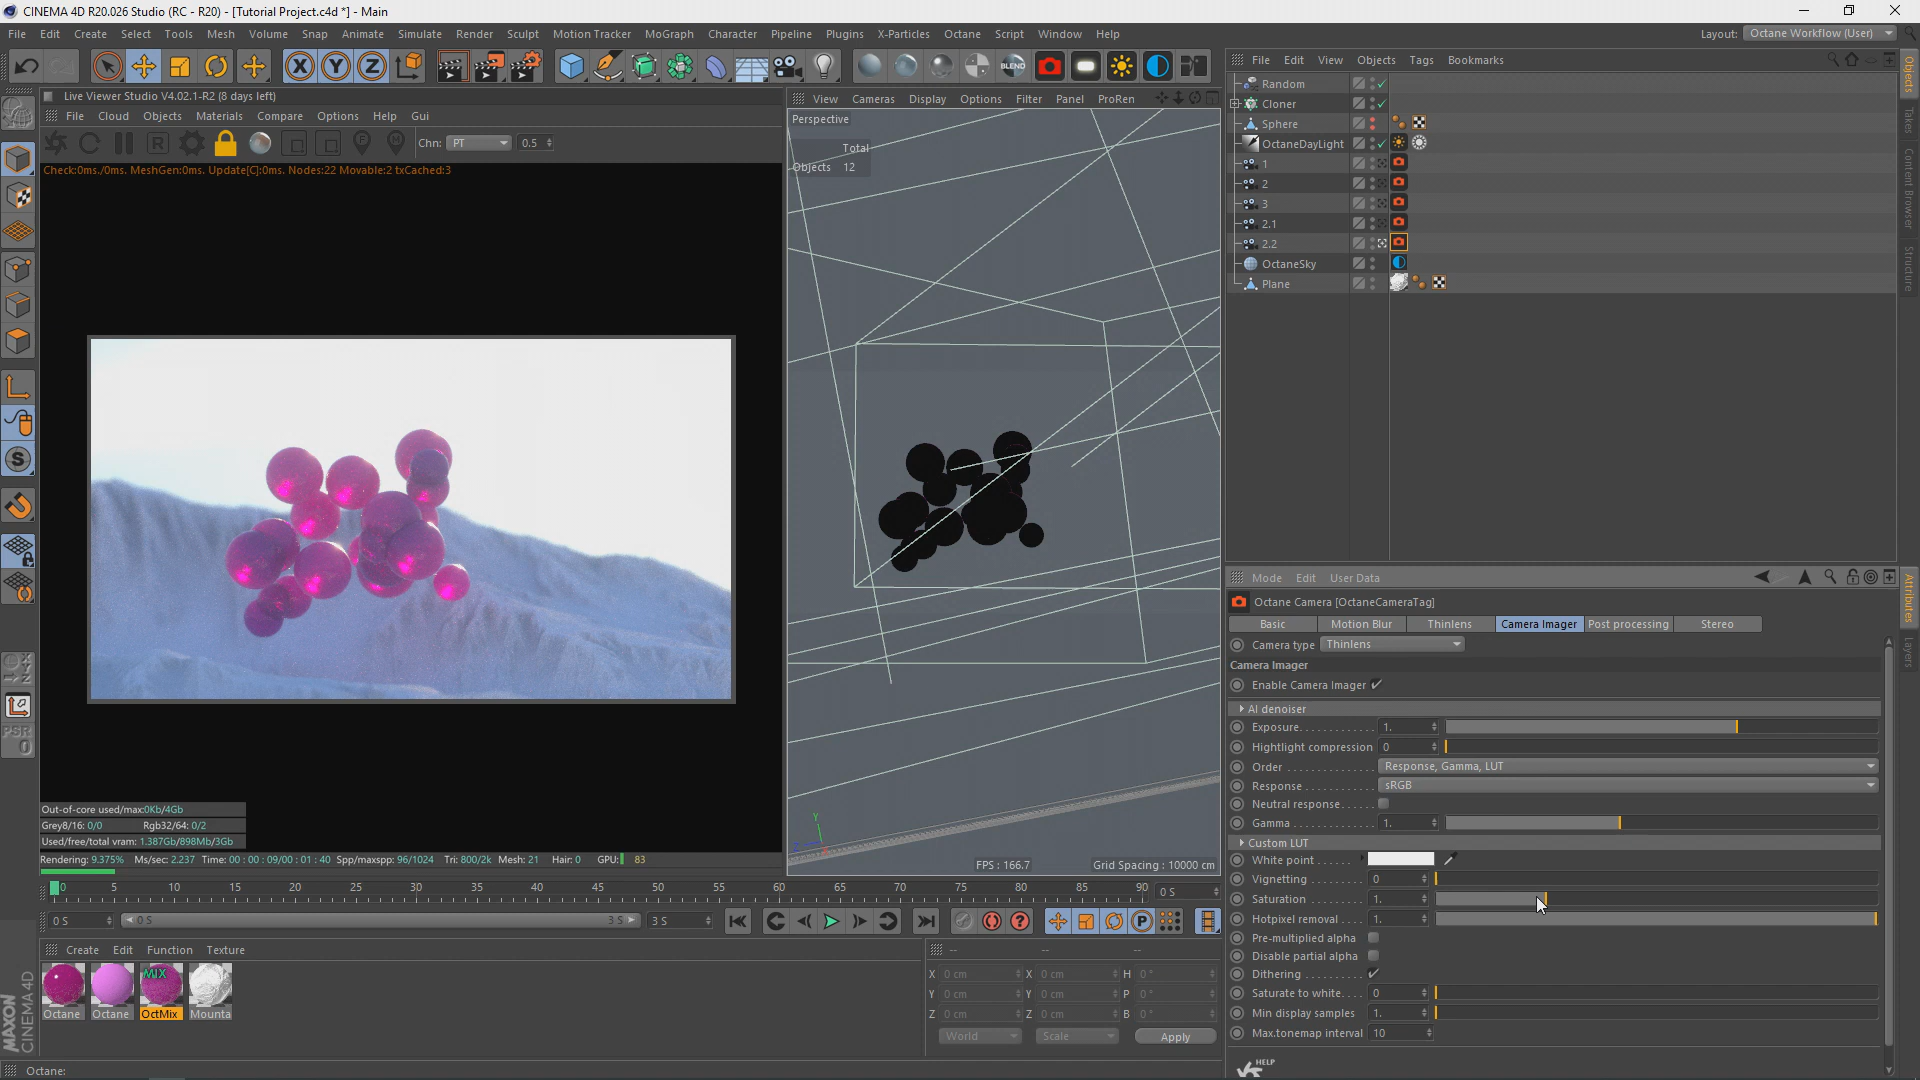 CINEMA 4D R20.026 Studio (RC - R20) - [Tutorial Project.c4d *] - Main
File Edit Create Select Tools Mesh Volume Snap Animate Simulate Render Sculpt Motion Tracker MoGraph Character Pipeline Plugins X-Particles Octane Script Window Help
Layout: Octane Workflow (User)
X Y Z
BLEND
Live Viewer Studio V4.02.1-R2 (8 days left)
File Cloud Objects Materials Compare Options Help Gui
R
Chn: PT 0.5
Check:0ms./0ms. MeshGen:0ms. Update[C]:0ms. Nodes:22 Movable:2 txCached:3
Out-of-core used/max:0Kb/4Gb
Grey8/16: 0/0 Rgb32/64: 0/2
Used/free/total vram: 1.387Gb/898Mb/3Gb
Rendering: 9.375% Ms/sec: 2.237 Time: 00 : 00 : 09/00 : 01 : 40 Spp/maxspp: 96/1024 Tri: 800/2k Mesh: 21 Hair: 0 GPU: 83
View Cameras Display Options Filter Panel ProRen
Perspective
Total
Objects 12
Y
FPS : 166.7
Grid Spacing : 10000 cm
File Edit View Objects Tags Bookmarks
Random
Cloner
Sphere
OctaneDayLight
1
2
3
2.1
2.2
OctaneSky
Plane
Objects
Takes
Content Browser
Structure
Mode Edit User Data
Octane Camera [OctaneCameraTag]
Basic Motion Blur Thinlens Camera Imager Post processing Stereo
Camera type Thinlens
Camera Imager
Enable Camera Imager
AI denoiser
Exposure 1.
Hightlight compression 0
Order Response, Gamma, LUT
Response sRGB
Neutral response
Gamma 1.
Custom LUT
White point
Vignetting 0
Saturation 1.
Hotpixel removal 1.
Pre-multiplied alpha
Disable partial alpha
Dithering
Saturate to white 0
Min display samples 1.
Max.tonemap interval 10
HELP
Attributes
Layers
PSR
0
0 5 10 15 20 25 30 35 40 45 50 55 60 65 70 75 80 85 90 0 S
0 S 0 S 3 S 3 S
Create Edit Function Texture
MIX
Octane Octane OctMix Mounta
-- -- --
X 0 cm X 0 cm H 0 °
Y 0 cm Y 0 cm P 0 °
Z 0 cm Z 0 cm B 0 °
World Scale Apply
MAXON
CINEMA 4D
Octane: